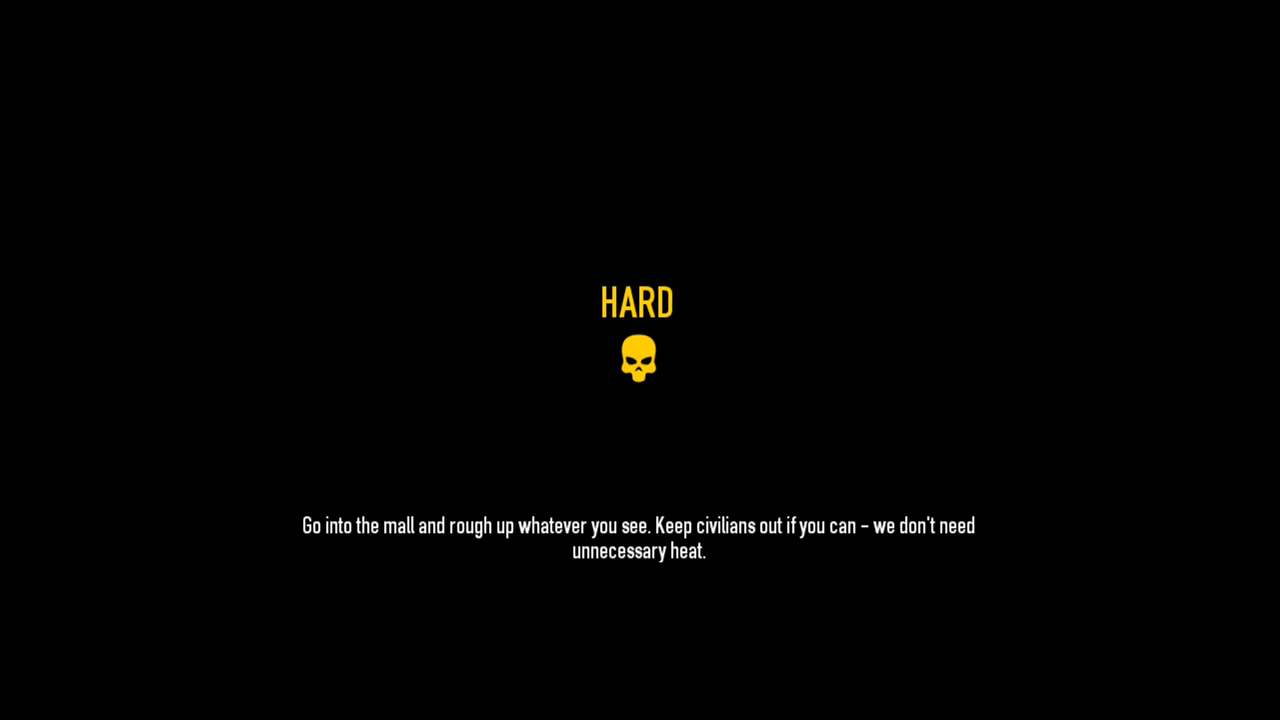 HARD
Go into the mall and rough up whatever you see. Keep civilians out if you can - we don't need
unnecessary heat.